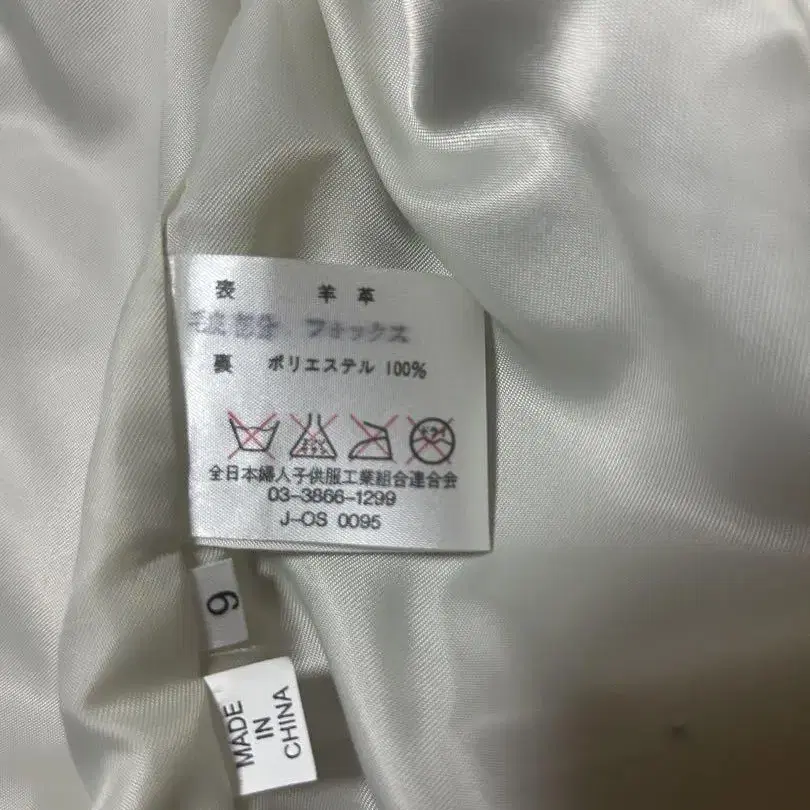 表 羊革
毛皮部分 フォックス
裏 ポリエステル 100%
全日本婦人子供服工業組合連合会
03-3866-1299
J-OS 0095
9
MADE
IN
CHINA